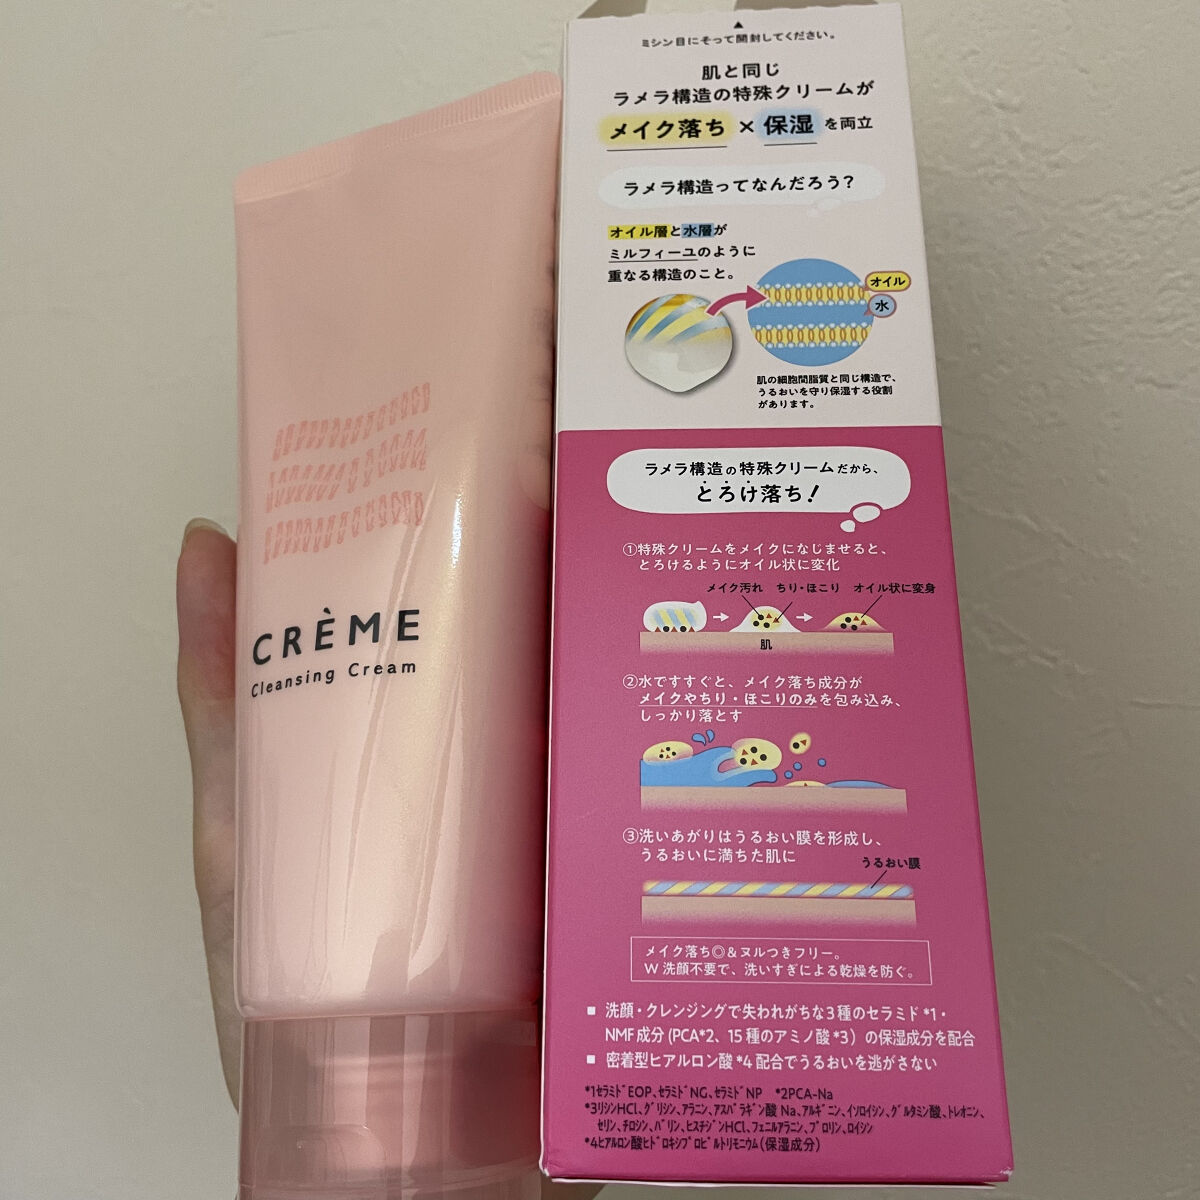 CRÈME
Cleansing Cream
ミシン目にそって開封してください。
肌と同じ
ラメラ構造の特殊クリームが
メイク落ち×保湿を両立
ラメラ構造ってなんだろう?
オイル層と水層が
ミルフィーユのように
重なる構造のこと。
オイル
水
肌の細胞間脂質と同じ構造で、
うるおいを守り保湿する役割
があります。
ラメラ構造の特殊クリームだから、
とろけ落ち!
①特殊クリームをメイクになじませると、
とろけるようにオイル状に変化
メイク汚れ ちり・ほこり オイル状に変身
肌
②水ですすぐと、メイク落ち成分が
メイクやちり・ほこりのみを包み込み、
しっかり落とす
③洗いあがりはうるおい膜を形成し、
うるおいに満ちた肌に
うるおい膜
メイク落ち◎&ヌルつきフリー。
W洗顔不要で、洗いすぎによる乾燥を防ぐ。
■ 洗顔・クレンジングで失われがちな3種のセラミド*1・
NMF成分(PCA*2、15種のアミノ酸*3)の保湿成分を配合
■ 密着型ヒアルロン酸*4配合でうるおいを逃がさない
*1セラミドEOP、セラミドNG、セラミドNP *2PCA-Na
*3リシンHCl、グリシン、アラニン、アスパラギン酸Na、アルギニン、イソロイシン、グルタミン酸、トレオニン、
セリン、チロシン、バリン、ヒスチジンHCl、フェニルアラニン、プロリン、ロイシン
*4ヒアルロン酸ヒドロキシプロピルトリモニウム(保湿成分)